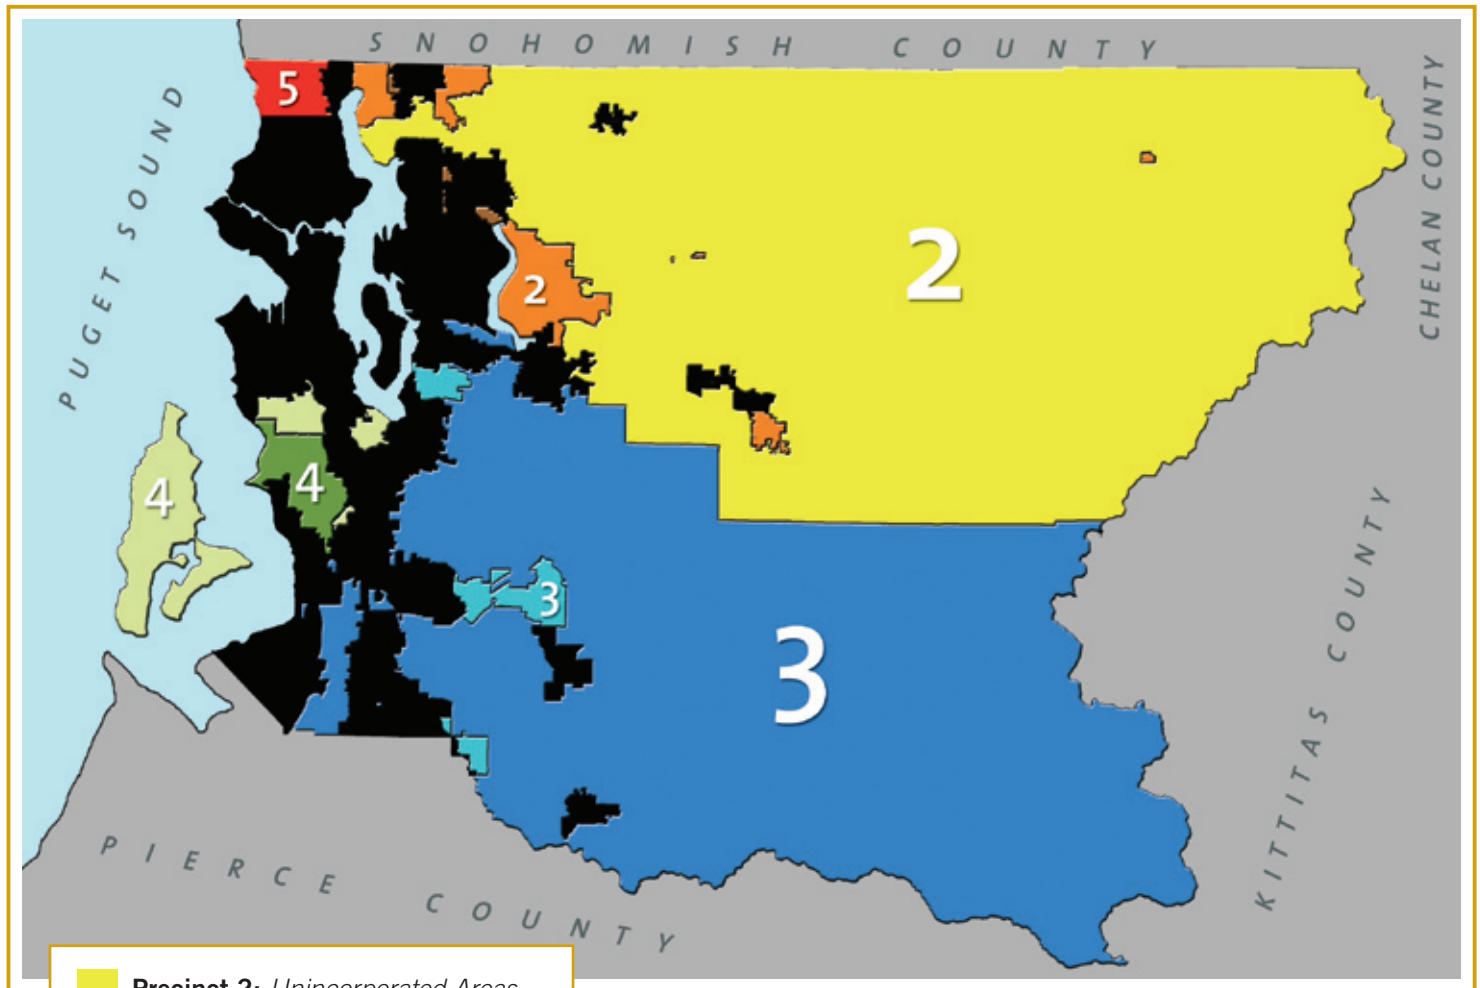 SNOHOMISH COUNTY
CHELAN COUNTY
PUGET SOUND
5
2
2
4
4
3
3
KITTITAS COUNTY
PIERCE COUNTY
Precinct 2: Unincorporated Areas